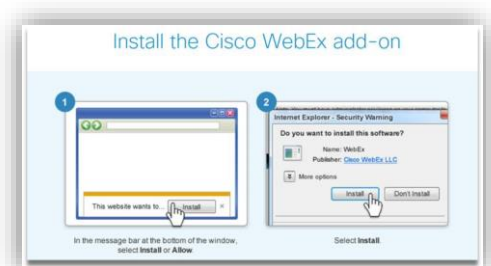 Install the Cisco WebEx add-on
1
This website wants to...
Install
×
In the message bar at the bottom of the window,
select Install or Allow.
2
Internet Explorer - Security Warning
Do you want to install this software?
Name: WebEx
Publisher: Cisco WebEx LLC
More options
Install
Don't install
Select Install.